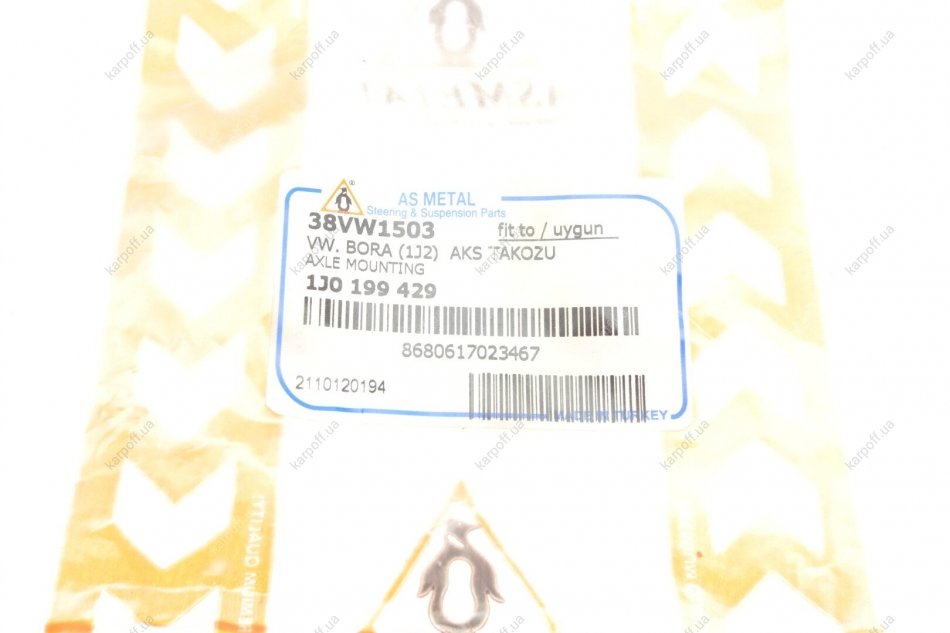 AS METAL
Steering & Suspension Parts
38VW1503 fit to / uygun
VW. BORA (1J2) AKS TAKOZU
AXLE MOUNTING
1J0 199 429
8680617023467
2110120194
MADE IN TURKEY
karpoff.ua